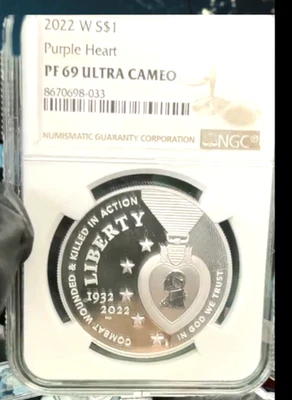 2022 W S$1
Purple Heart
PF 69 ULTRA CAMEO
8670698-033
NUMISMATIC GUARANTY CORPORATION
NGC
COMBAT WOUNDED & KILLED IN ACTION
LIBERTY
1932
2022
IN GOD WE TRUST